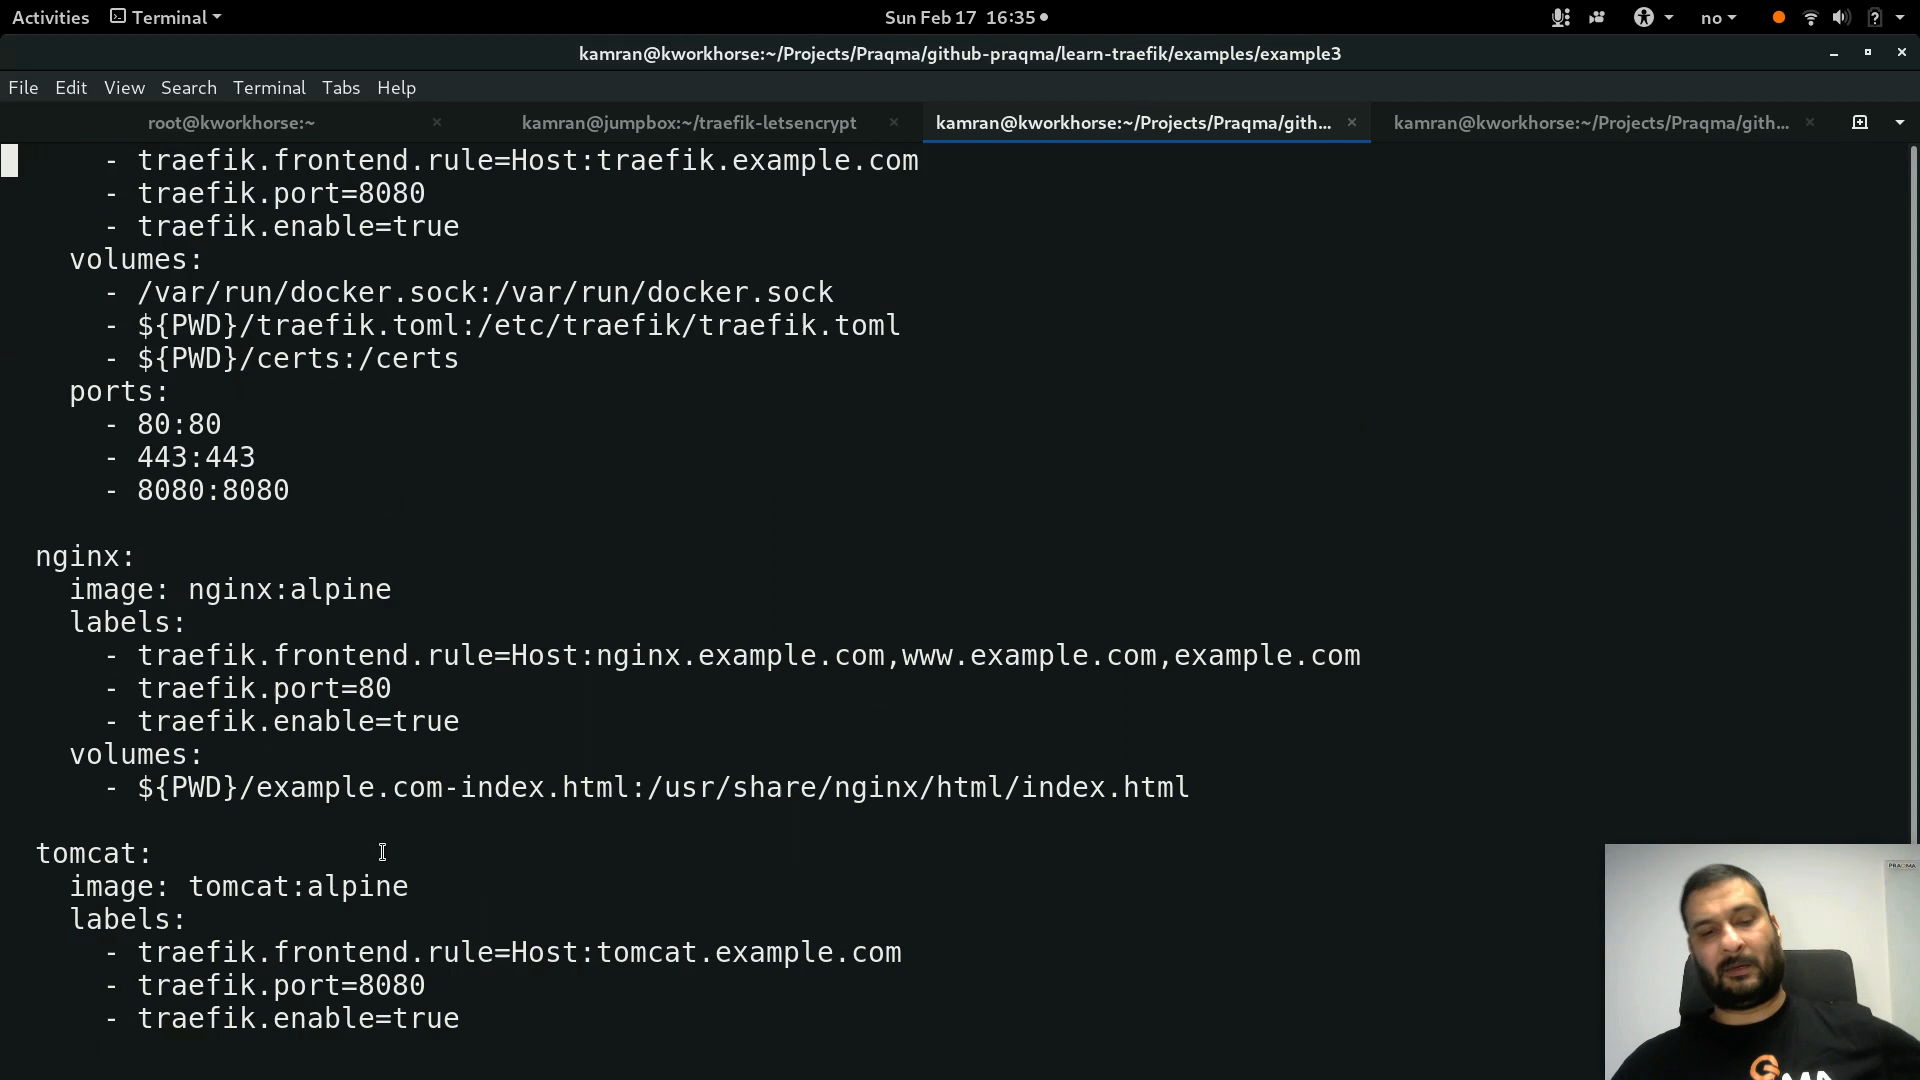 Activities Terminal Sun Feb 17 16:35 no
kamran@kworkhorse:~/Projects/Praqma/github-praqma/learn-traefik/examples/example3
File Edit View Search Terminal Tabs Help
root@kworkhorse:~ kamran@jumpbox:~/traefik-letsencrypt kamran@kworkhorse:~/Projects/Praqma/gith... kamran@kworkhorse:~/Projects/Praqma/gith...
- traefik.frontend.rule=Host:traefik.example.com
- traefik.port=8080
- traefik.enable=true
volumes:
- /var/run/docker.sock:/var/run/docker.sock
- ${PWD}/traefik.toml:/etc/traefik/traefik.toml
- ${PWD}/certs:/certs
ports:
- 80:80
- 443:443
- 8080:8080
nginx:
image: nginx:alpine
labels:
- traefik.frontend.rule=Host:nginx.example.com,www.example.com,example.com
- traefik.port=80
- traefik.enable=true
volumes:
- ${PWD}/example.com-index.html:/usr/share/nginx/html/index.html
tomcat:
image: tomcat:alpine
labels:
- traefik.frontend.rule=Host:tomcat.example.com
- traefik.port=8080
- traefik.enable=true
PRAQMA